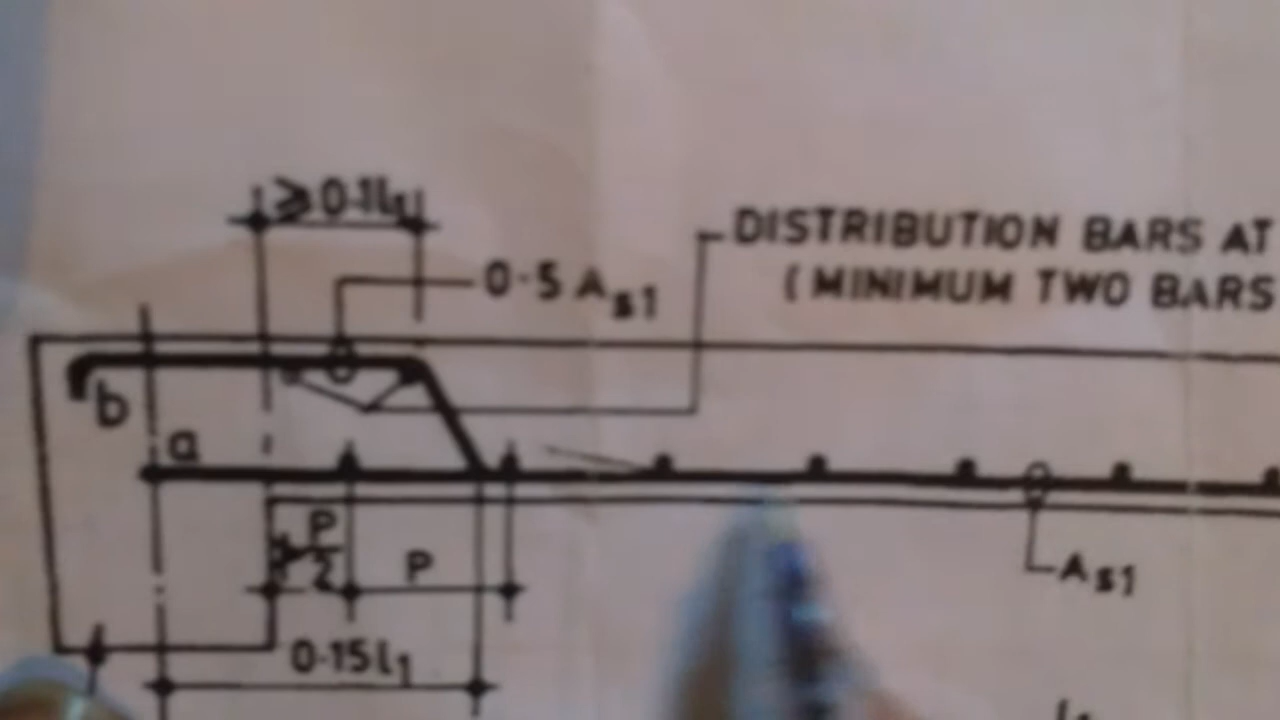 ≥0·1l1
DISTRIBUTION BARS AT
(MINIMUM TWO BARS
0·5 As1
b
a
P/2
P
As1
0·15l1